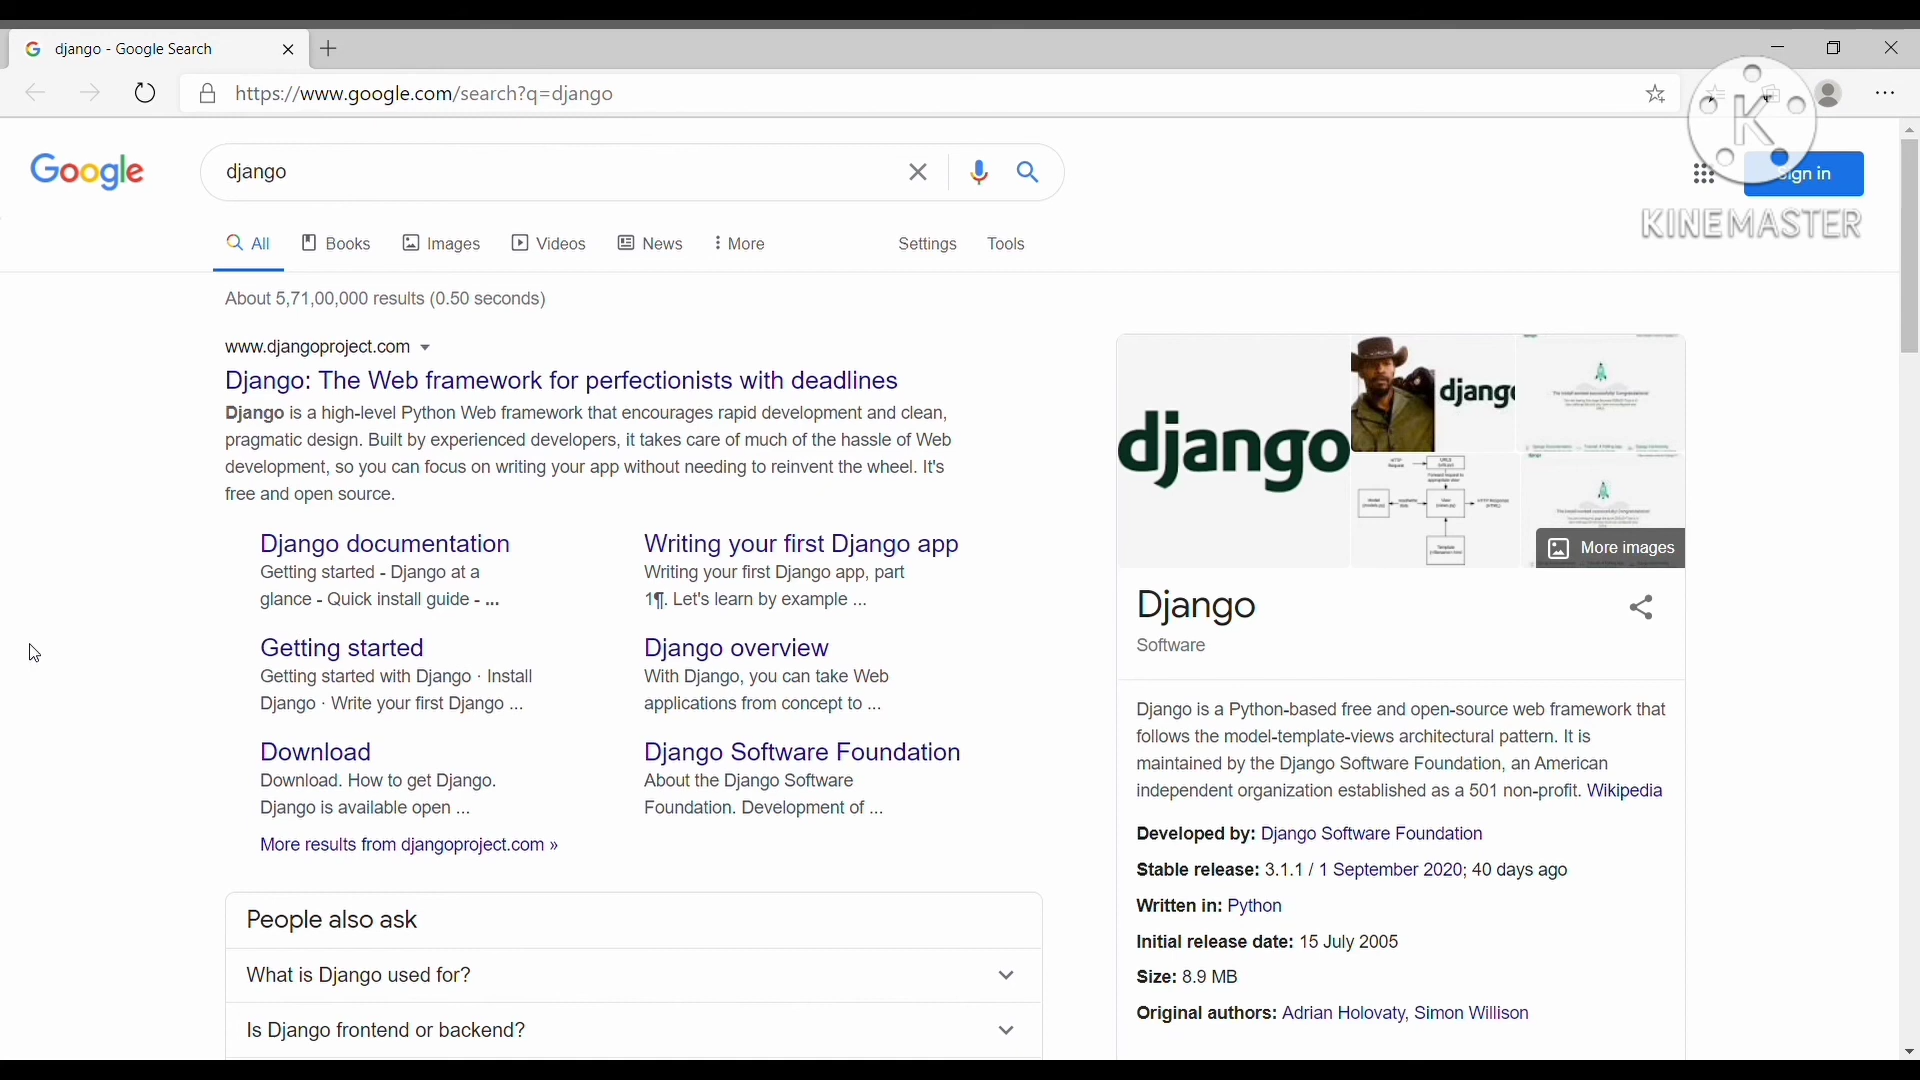 django - Google Search
https://www.google.com/search?q=django
Google
django
Sign in
KINEMASTER
All
Books
Images
Videos
News
More
Settings
Tools
About 5,71,00,000 results (0.50 seconds)
www.djangoproject.com
Django: The Web framework for perfectionists with deadlines
Django is a high-level Python Web framework that encourages rapid development and clean,
pragmatic design. Built by experienced developers, it takes care of much of the hassle of Web
development, so you can focus on writing your app without needing to reinvent the wheel. It's
free and open source.
Django documentation
Getting started - Django at a
glance - Quick install guide - ...
Writing your first Django app
Writing your first Django app, part
1¶. Let's learn by example ...
Getting started
Getting started with Django · Install
Django · Write your first Django ...
Django overview
With Django, you can take Web
applications from concept to ...
Download
Download. How to get Django.
Django is available open ...
Django Software Foundation
About the Django Software
Foundation. Development of ...
More results from djangoproject.com »
People also ask
What is Django used for?
Is Django frontend or backend?
django
django
More images
Django
Software
Django is a Python-based free and open-source web framework that
follows the model-template-views architectural pattern. It is
maintained by the Django Software Foundation, an American
independent organization established as a 501 non-profit. Wikipedia
Developed by: Django Software Foundation
Stable release: 3.1.1 / 1 September 2020; 40 days ago
Written in: Python
Initial release date: 15 July 2005
Size: 8.9 MB
Original authors: Adrian Holovaty, Simon Willison